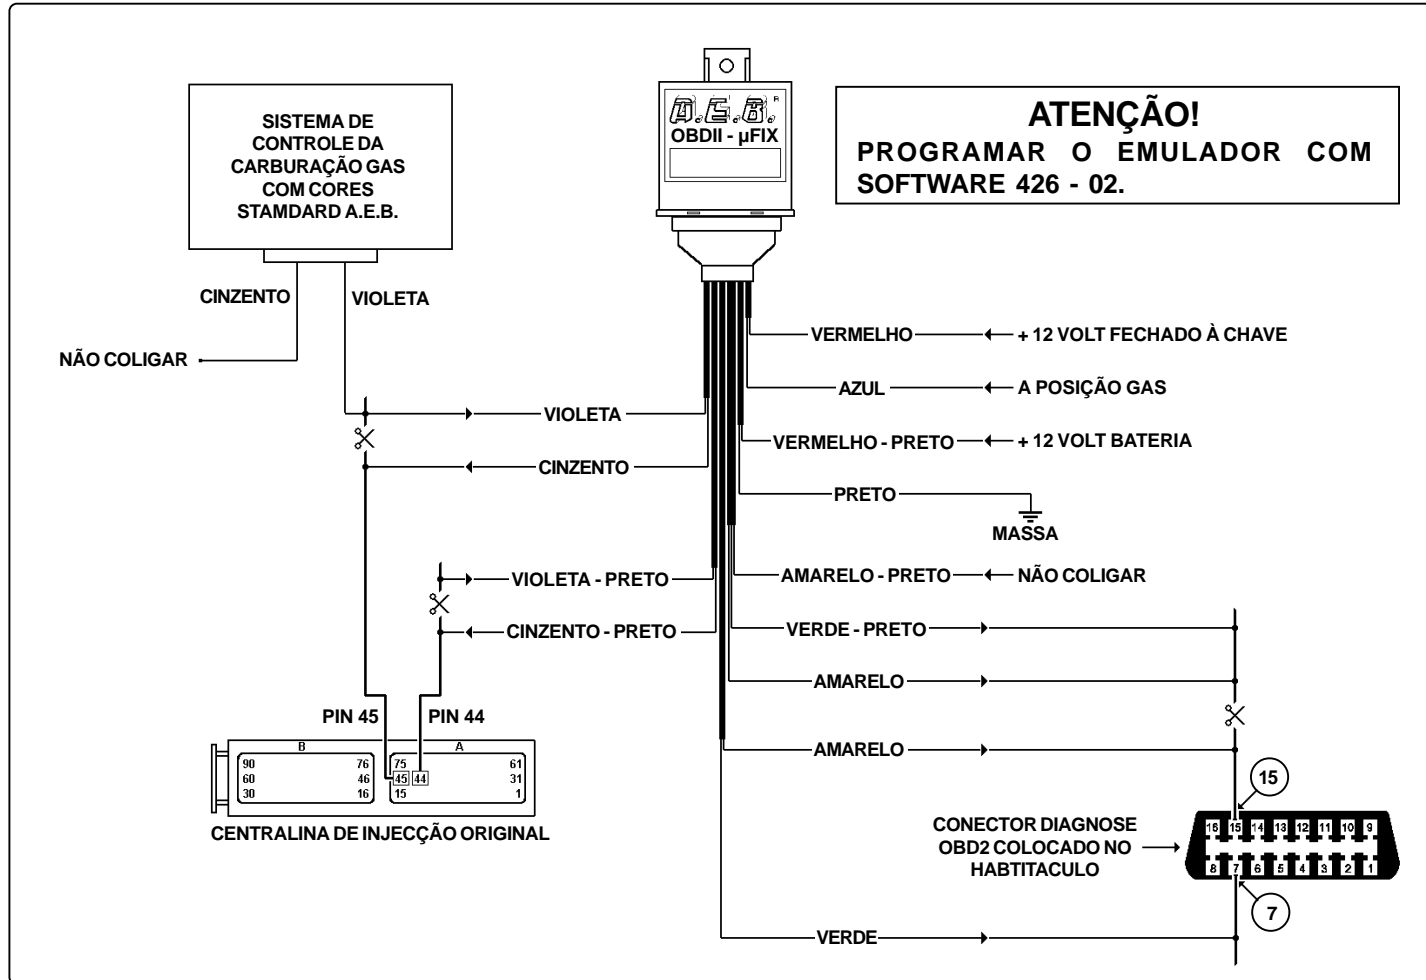 SISTEMA DE
CONTROLE DA
CARBURAÇÃO GAS
COM CORES
STAMDARD A.E.B.
A.E.B. R
OBDII - µFIX
ATENÇÃO!
PROGRAMAR O EMULADOR COM
SOFTWARE 426 - 02.
CINZENTO
VIOLETA
NÃO COLIGAR
VERMELHO
+ 12 VOLT FECHADO À CHAVE
AZUL
A POSIÇÃO GAS
VIOLETA
VERMELHO - PRETO
+ 12 VOLT BATERIA
CINZENTO
PRETO
MASSA
VIOLETA - PRETO
AMARELO - PRETO
NÃO COLIGAR
CINZENTO - PRETO
VERDE - PRETO
AMARELO
PIN 45
PIN 44
AMARELO
B
A
90 76
60 46
30 16
75 61
45 44 31
15 1
CENTRALINA DE INJECÇÃO ORIGINAL
15
CONECTOR DIAGNOSE
OBD2 COLOCADO NO
HABTITACULO
16 15 14 13 12 11 10 9
8 7 6 5 4 3 2 1
7
VERDE